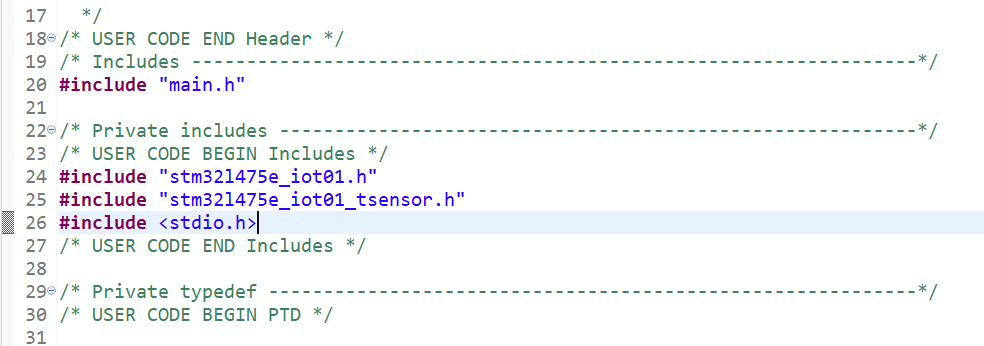 17   */
18 /* USER CODE END Header */
19 /* Includes ------------------------------------------------------------------*/
20 #include "main.h"
21
22 /* Private includes ----------------------------------------------------------*/
23 /* USER CODE BEGIN Includes */
24 #include "stm32l475e_iot01.h"
25 #include "stm32l475e_iot01_tsensor.h"
26 #include <stdio.h>
27 /* USER CODE END Includes */
28
29 /* Private typedef -----------------------------------------------------------*/
30 /* USER CODE BEGIN PTD */
31